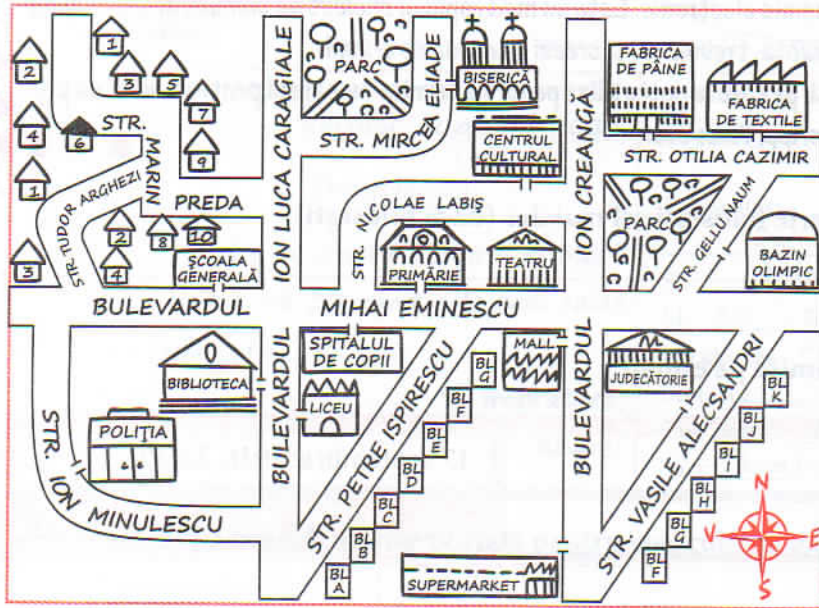 1
2
3
5
7
4
6
9
1
2
8
10
3
4
STR.
MARIN
PREDA
STR. TUDOR ARGHEZI
ȘCOALA
GENERALĂ
BULEVARDUL
ION LUCA CARAGIALE
PARC
STR. MIRCEA ELIADE
BISERICĂ
CENTRUL
CULTURAL
STR. NICOLAE LABIȘ
PRIMĂRIE
TEATRU
ION CREANGĂ
FABRICA
DE PÂINE
FABRICA
DE TEXTILE
STR. OTILIA CAZIMIR
PARC
STR. GELLU NAUM
BAZIN
OLIMPIC
BULEVARDUL MIHAI EMINESCU
BIBLIOTECA
POLIȚIA
STR. ION MINULESCU
SPITALUL
DE COPII
LICEU
STR. PETRE ISPIRESCU
BL
G
BL
F
BL
E
BL
D
BL
C
BL
B
BL
A
MALL
SUPERMARKET
BULEVARDUL
JUDECĂTORIE
STR. VASILE ALECSANDRI
BL
K
BL
J
BL
I
BL
H
BL
G
BL
F
N
V
E
S